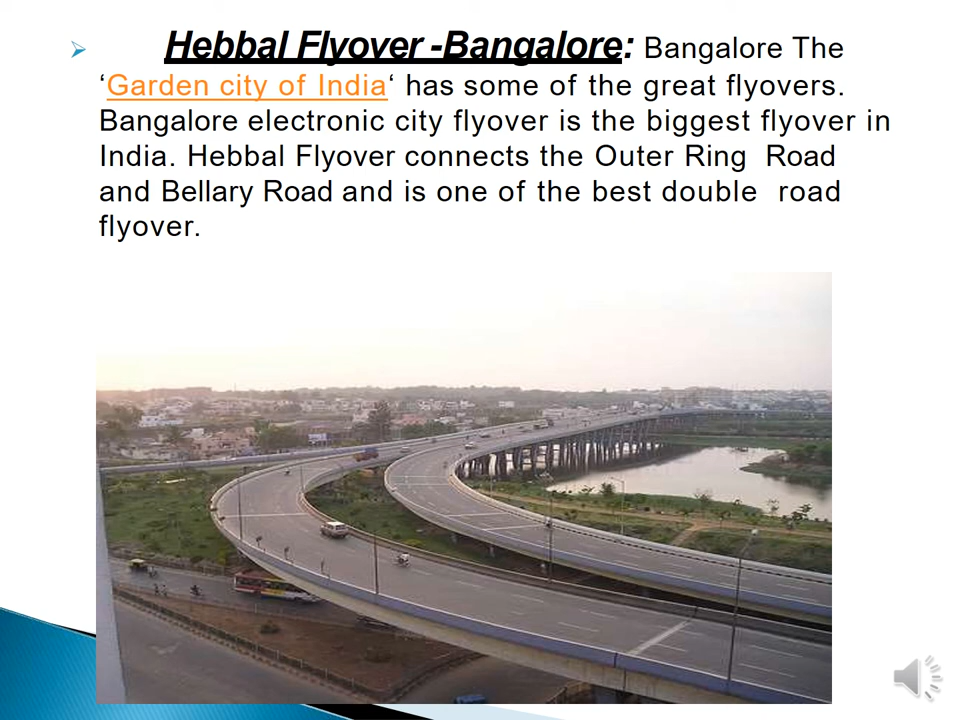 Hebbal Flyover -Bangalore: Bangalore The
‘Garden city of India‘ has some of the great flyovers.
Bangalore electronic city flyover is the biggest flyover in
India. Hebbal Flyover connects the Outer Ring Road
and Bellary Road and is one of the best double road
flyover.